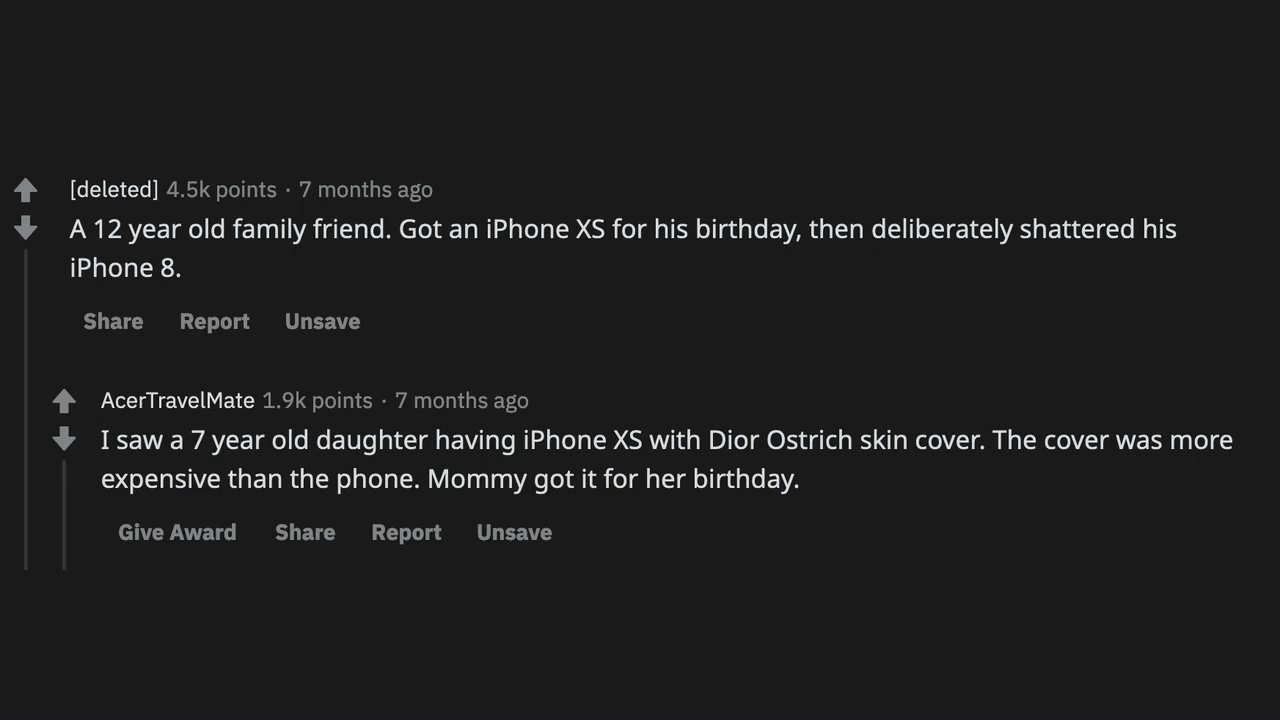 [deleted] 4.5k points · 7 months ago
A 12 year old family friend. Got an iPhone XS for his birthday, then deliberately shattered his
iPhone 8.
Share Report Unsave
AcerTravelMate 1.9k points · 7 months ago
I saw a 7 year old daughter having iPhone XS with Dior Ostrich skin cover. The cover was more
expensive than the phone. Mommy got it for her birthday.
Give Award Share Report Unsave